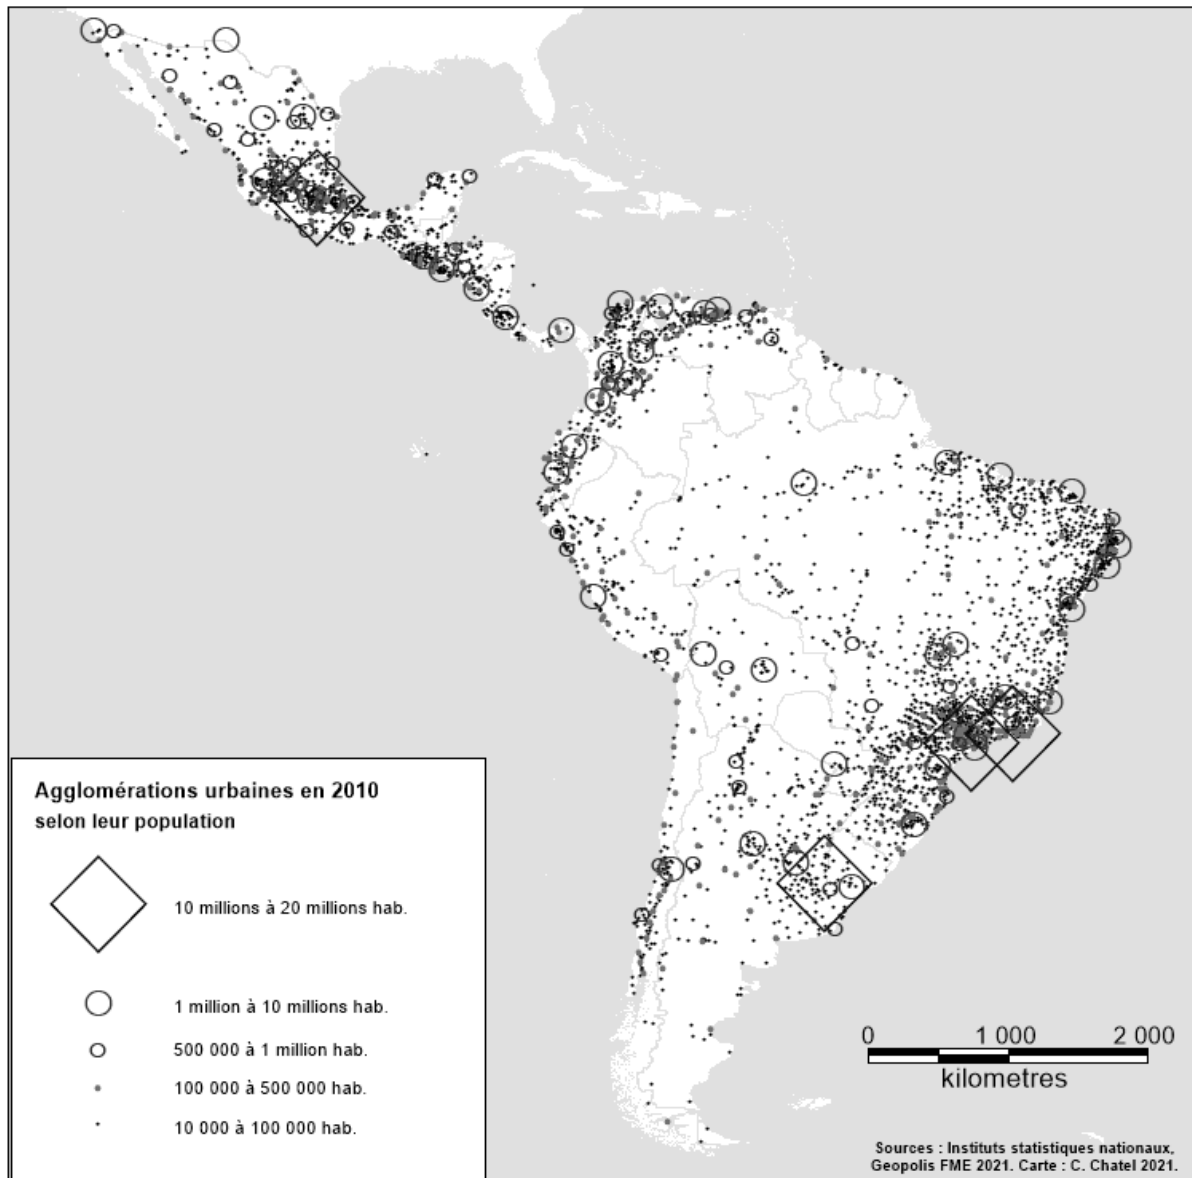 Agglomérations urbaines en 2010
selon leur population
10 millions à 20 millions hab.
1 million à 10 millions hab.
500 000 à 1 million hab.
100 000 à 500 000 hab.
10 000 à 100 000 hab.
0 1 000 2 000
kilometres
Sources : Instituts statistiques nationaux,
Geopolis FME 2021. Carte : C. Chatel 2021.